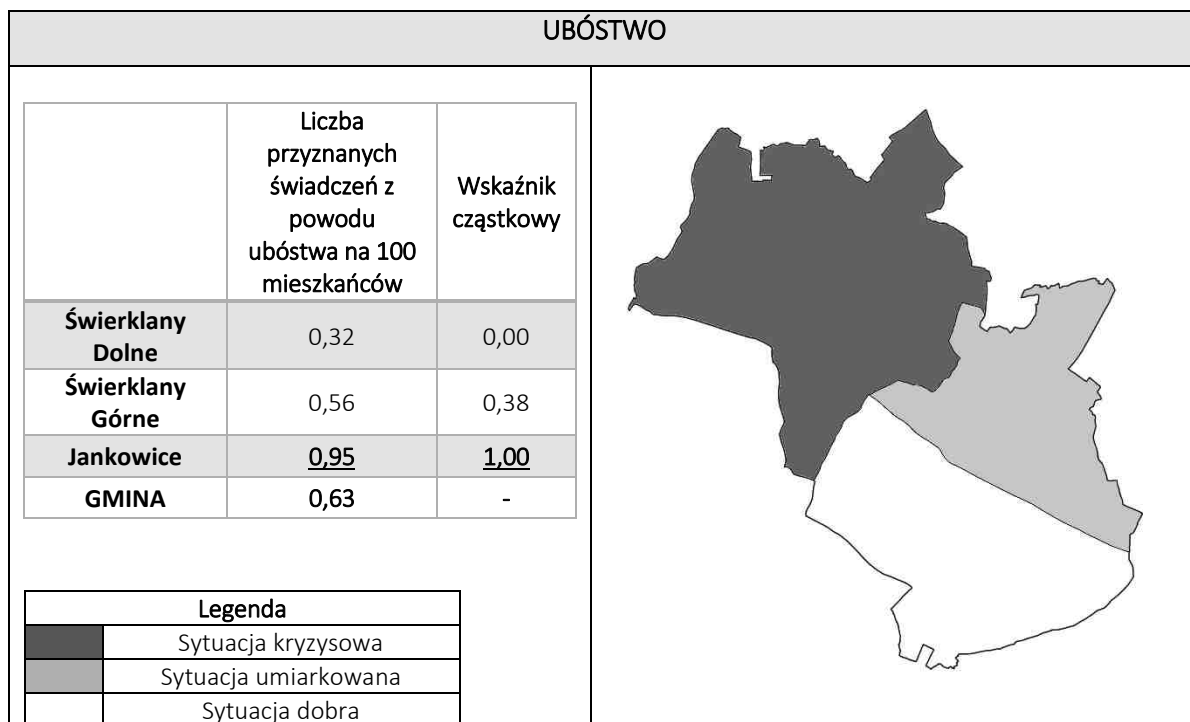 UBÓSTWO
Liczba
przyznanych
świadczeń z
powodu
ubóstwa na 100
mieszkańców
Wskaźnik
cząstkowy
Świerklany
Dolne
0,32
0,00
Świerklany
Górne
0,56
0,38
Jankowice
0,95
1,00
GMINA
0,63
-
Legenda
Sytuacja kryzysowa
Sytuacja umiarkowana
Sytuacja dobra